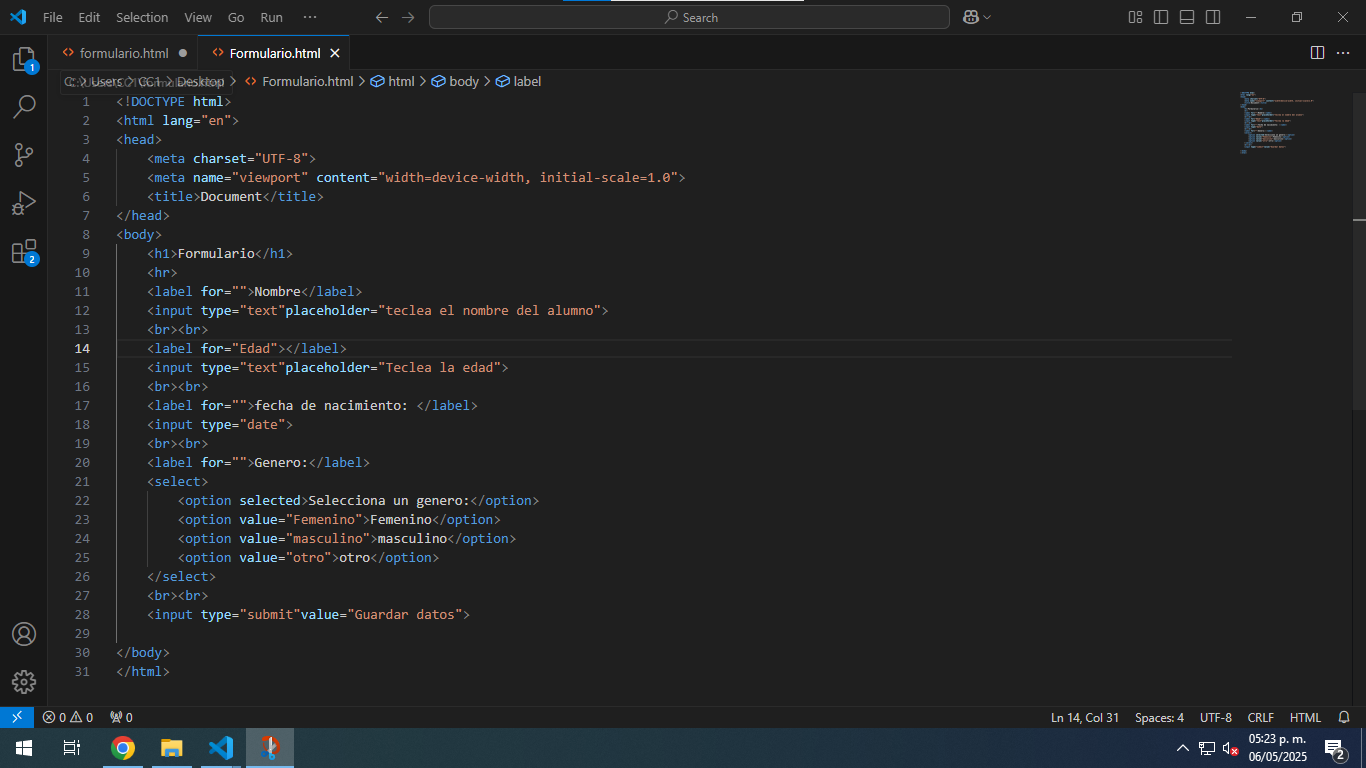 File Edit Selection View Go Run ··· Search
formulario.html Formulario.html
Desktop > Formulario.html > html > body > label
1 <!DOCTYPE html>
2 <html lang="en">
3 <head>
4 <meta charset="UTF-8">
5 <meta name="viewport" content="width=device-width, initial-scale=1.0">
6 <title>Document</title>
7 </head>
8 <body>
9 <h1>Formulario</h1>
10 <hr>
11 <label for="">Nombre</label>
12 <input type="text"placeholder="teclea el nombre del alumno">
13 <br><br>
14 <label for="Edad"></label>
15 <input type="text"placeholder="Teclea la edad">
16 <br><br>
17 <label for="">fecha de nacimiento: </label>
18 <input type="date">
19 <br><br>
20 <label for="">Genero:</label>
21 <select>
22 <option selected>Selecciona un genero:</option>
23 <option value="Femenino">Femenino</option>
24 <option value="masculino">masculino</option>
25 <option value="otro">otro</option>
26 </select>
27 <br><br>
28 <input type="submit"value="Guardar datos">
29
30 </body>
31 </html>
1
2
0 0 0 Ln 14, Col 31 Spaces: 4 UTF-8 CRLF HTML
05:23 p. m.
06/05/2025
2